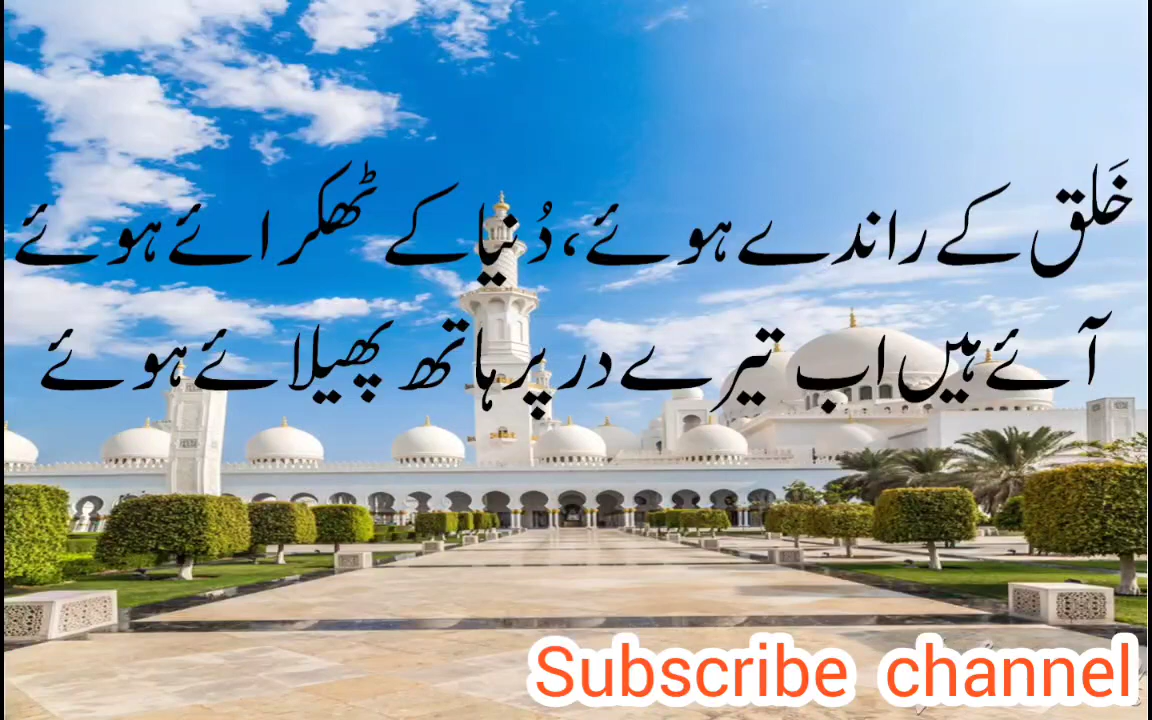 خَلق کے راندے ہوئے، دُنیا کے ٹھکرائے ہوئے
آئے ہیں اب تیرے در پر ہاتھ پھیلائے ہوئے
Subscribe channel